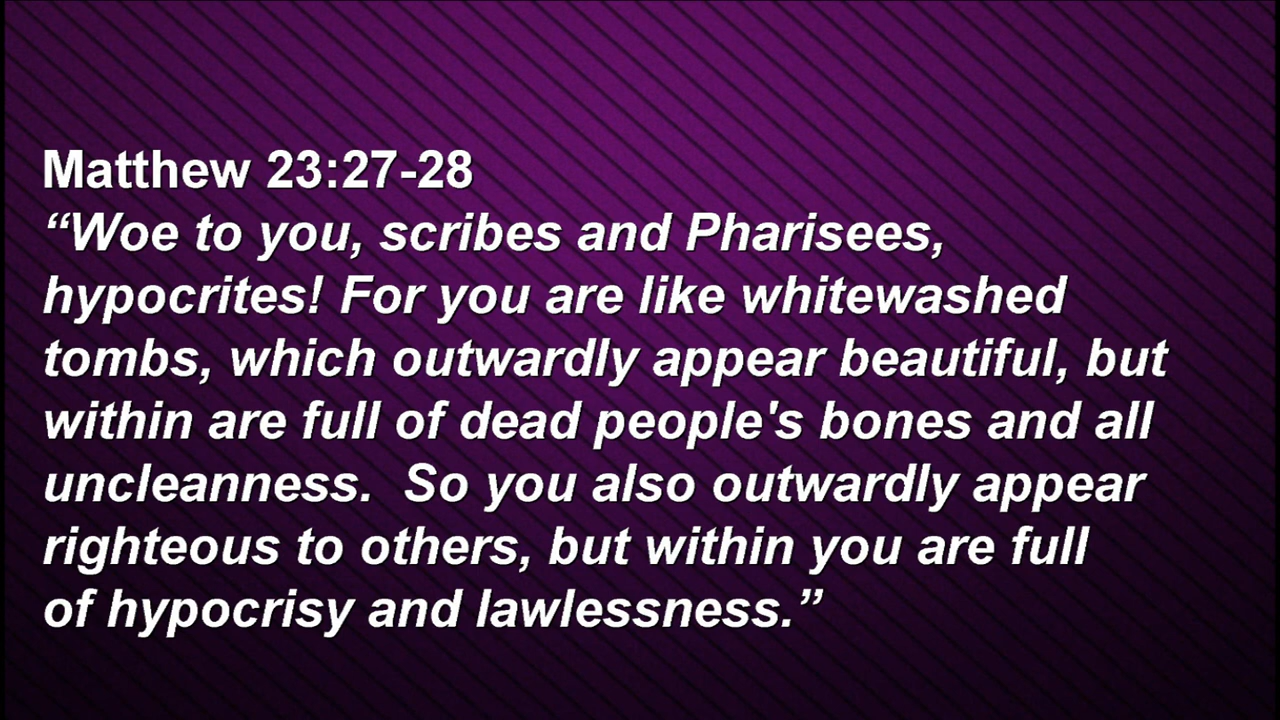 Matthew 23:27-28
“Woe to you, scribes and Pharisees,
hypocrites! For you are like whitewashed
tombs, which outwardly appear beautiful, but
within are full of dead people's bones and all
uncleanness.  So you also outwardly appear
righteous to others, but within you are full
of hypocrisy and lawlessness.”